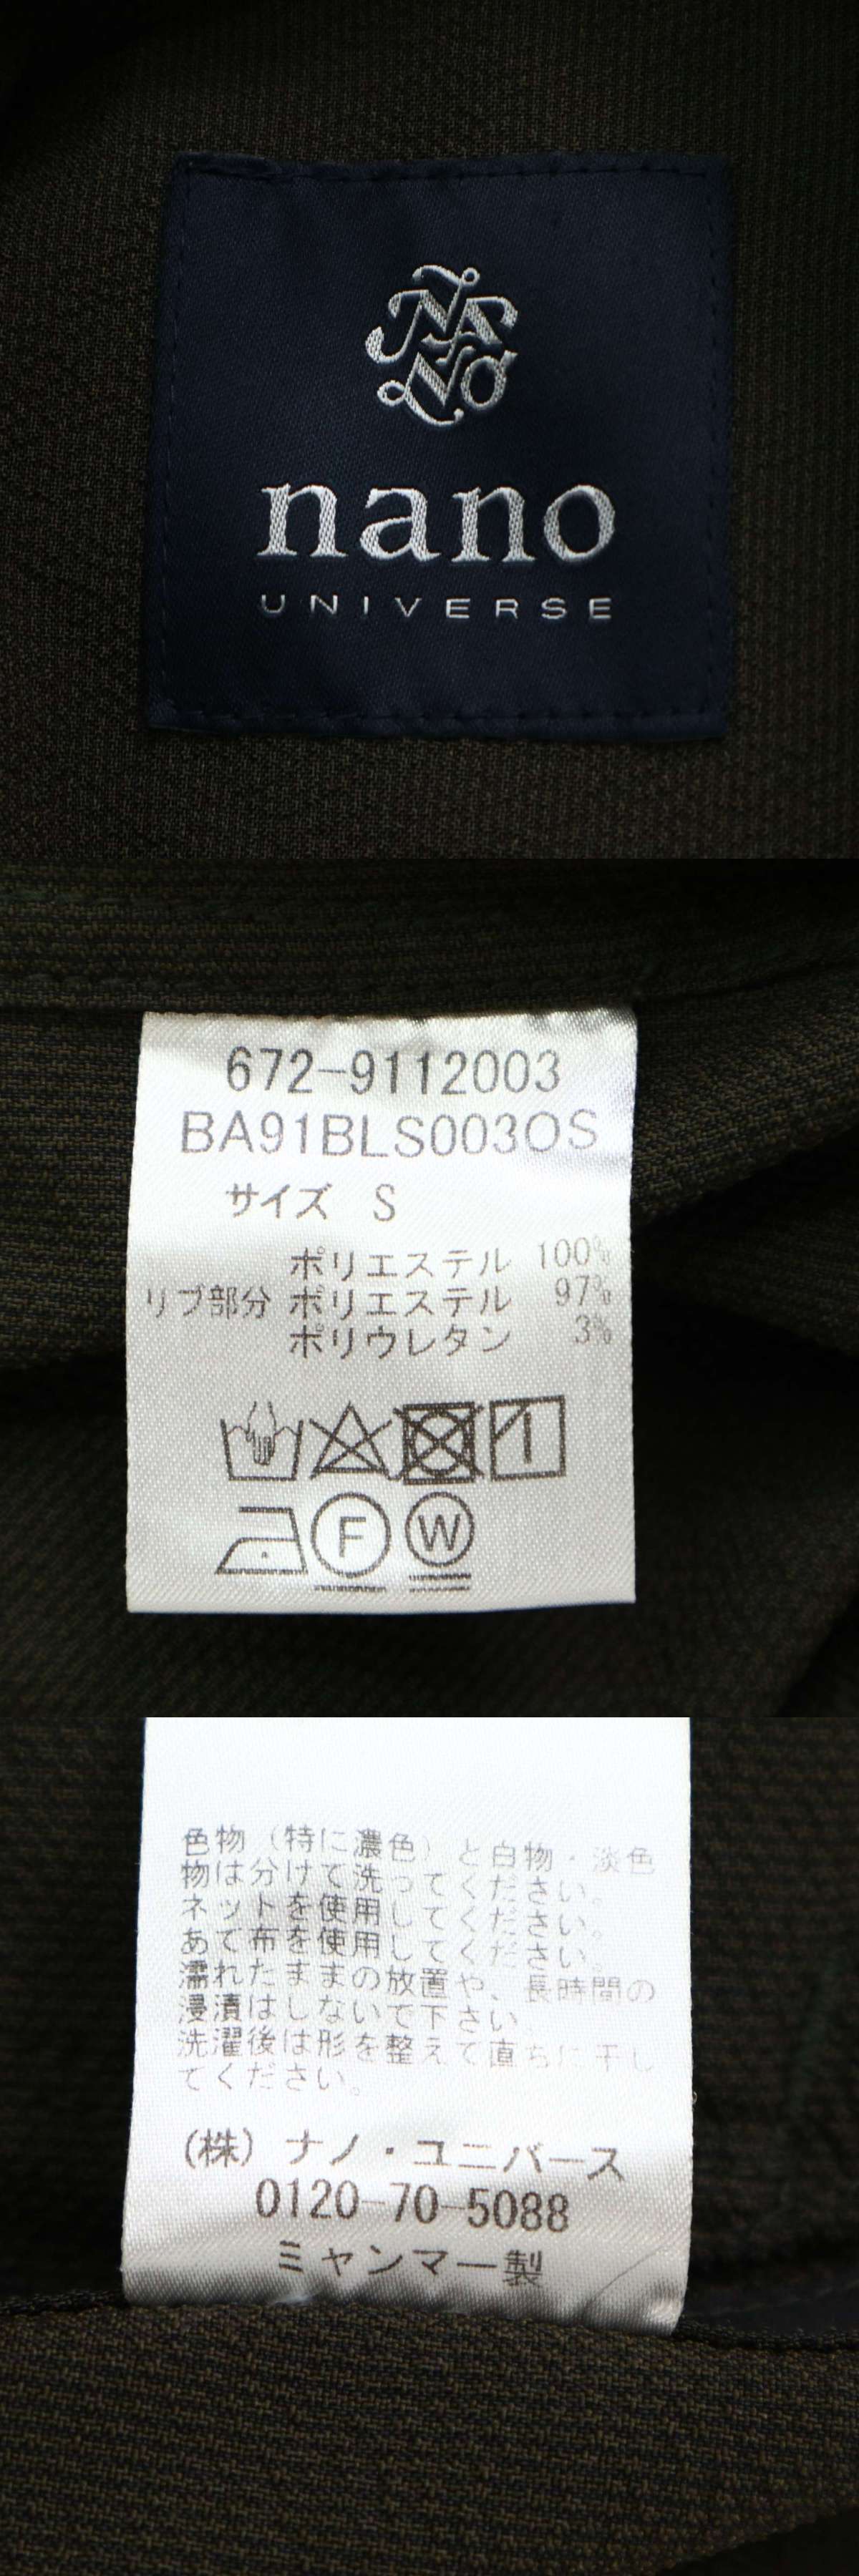 NANO
nano
UNIVERSE
672-9112003
BA91BLS003OS
サイズ S
ポリエステル 100%
リブ部分 ポリエステル 97%
ポリウレタン 3%
F W
色物（特に濃色）と白物・淡色
物は分けて洗ってください。
ネットを使用してください。
あて布を使用してください。
濡れたままの放置や、長時間の
浸漬はしないで下さい。
洗濯後は形を整えて直ちに干し
てください。
(株) ナノ・ユニバース
0120-70-5088
ミャンマー製